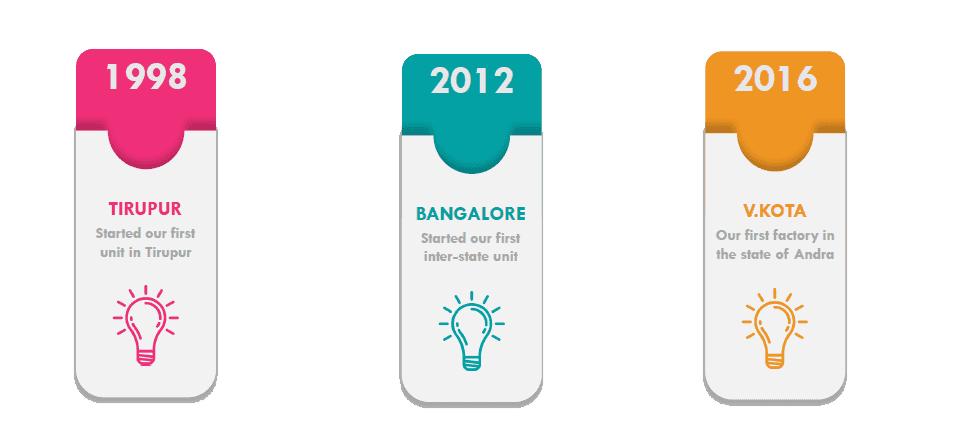 1998
TIRUPUR
Started our first
unit in Tirupur
2012
BANGALORE
Started our first
inter-state unit
2016
V.KOTA
Our first factory in
the state of Andra